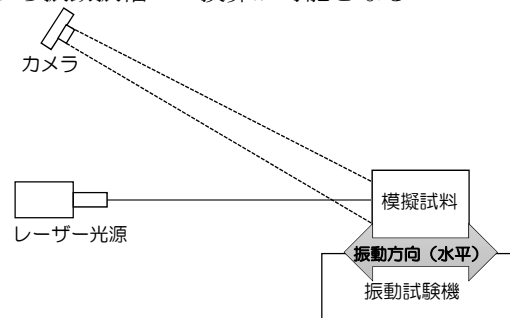 カメラ
模擬試料
レーザー光源
振動方向（水平）
振動試験機